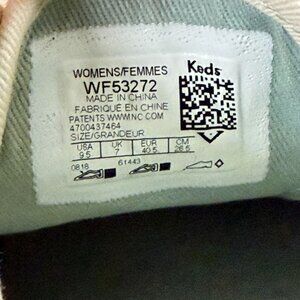 WOMENS/FEMMES
Keds
WF53272
MADE IN CHINA
FABRIQUÉ EN CHINE
PATENTS WWW.NC.COM
4700437464
SIZE/GRANDEUR
USA UK EUR CM
9.5 7 40.5 26.5
0818 61443